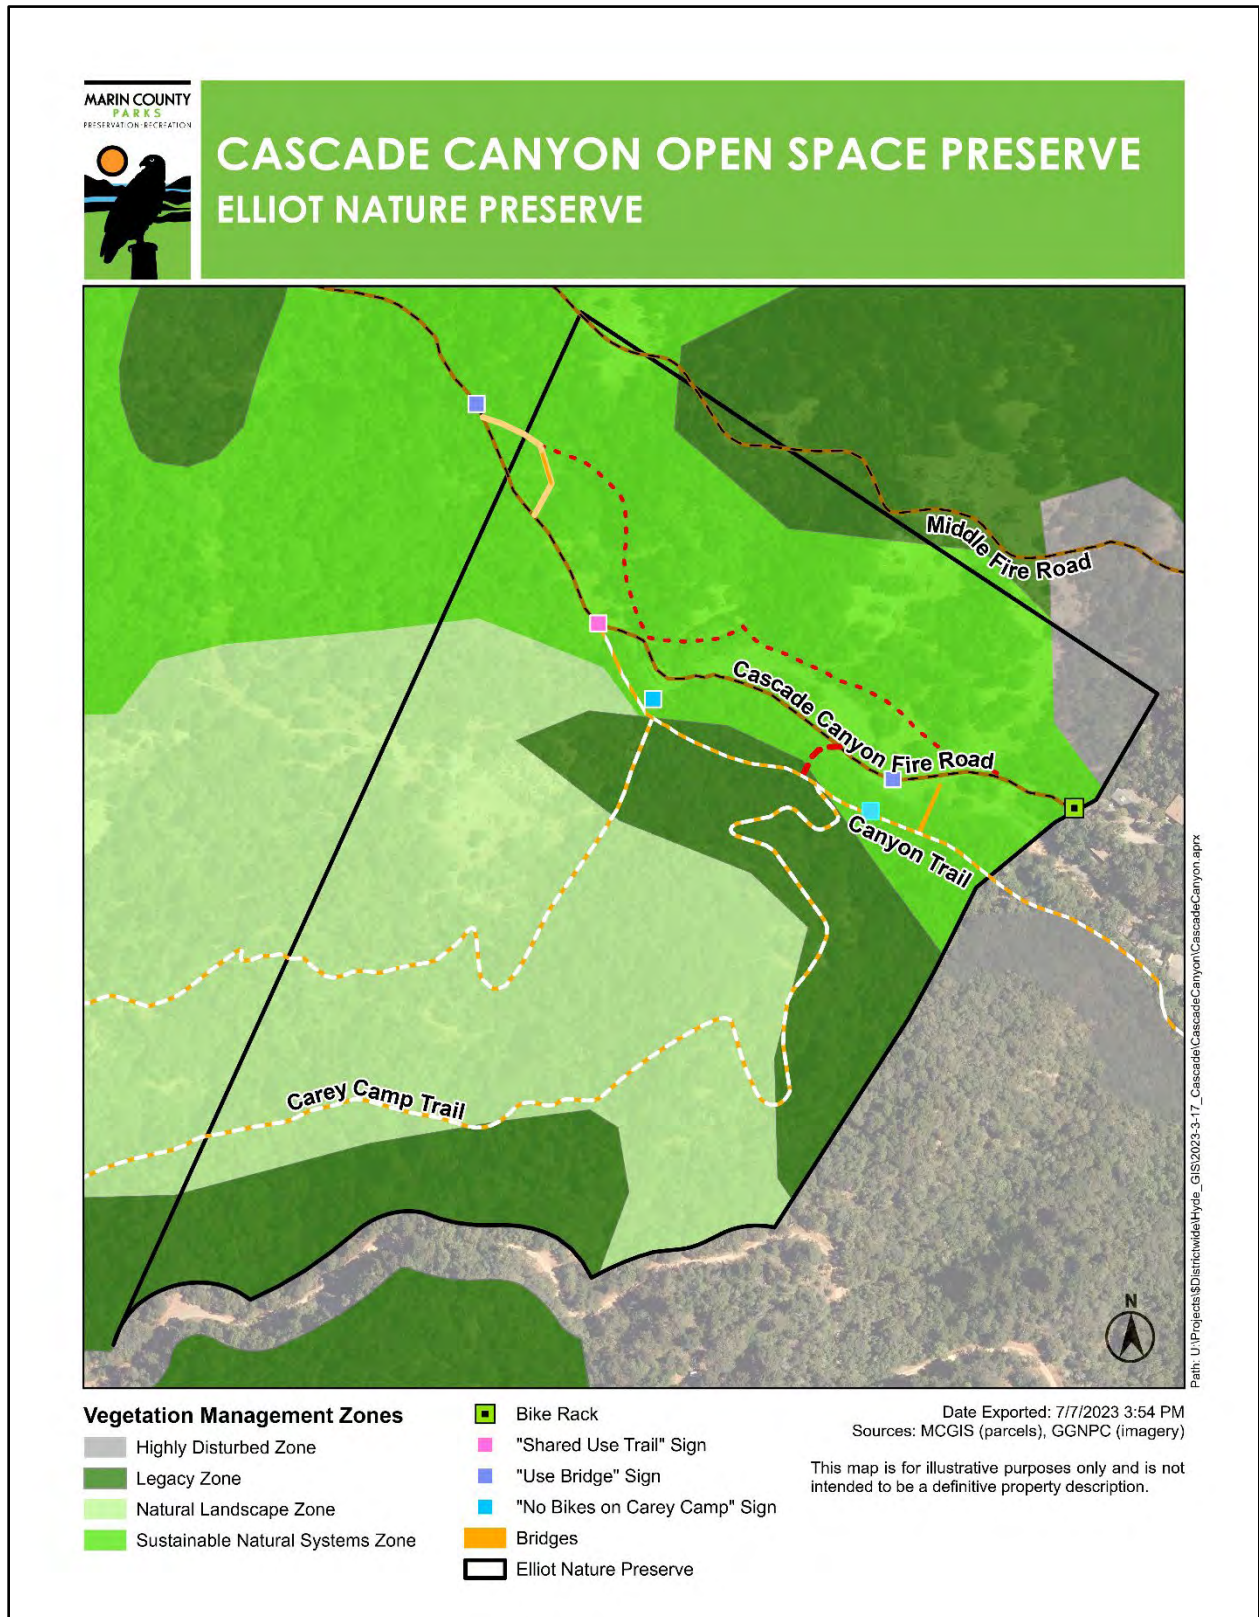 MARIN COUNTY
PARKS
PRESERVATION·RECREATION
CASCADE CANYON OPEN SPACE PRESERVE
ELLIOT NATURE PRESERVE
Middle Fire Road
Cascade Canyon Fire Road
Canyon Trail
Carey Camp Trail
N
Path: U:\Projects\$Districtwide\Hyde_GIS\2023-3-17_Cascade\CascadeCanyon\CascadeCanyon.aprx
Vegetation Management Zones
Highly Disturbed Zone
Legacy Zone
Natural Landscape Zone
Sustainable Natural Systems Zone
Bike Rack
"Shared Use Trail" Sign
"Use Bridge" Sign
"No Bikes on Carey Camp" Sign
Bridges
Elliot Nature Preserve
Date Exported: 7/7/2023 3:54 PM
Sources: MCGIS (parcels), GGNPC (imagery)
This map is for illustrative purposes only and is not
intended to be a definitive property description.